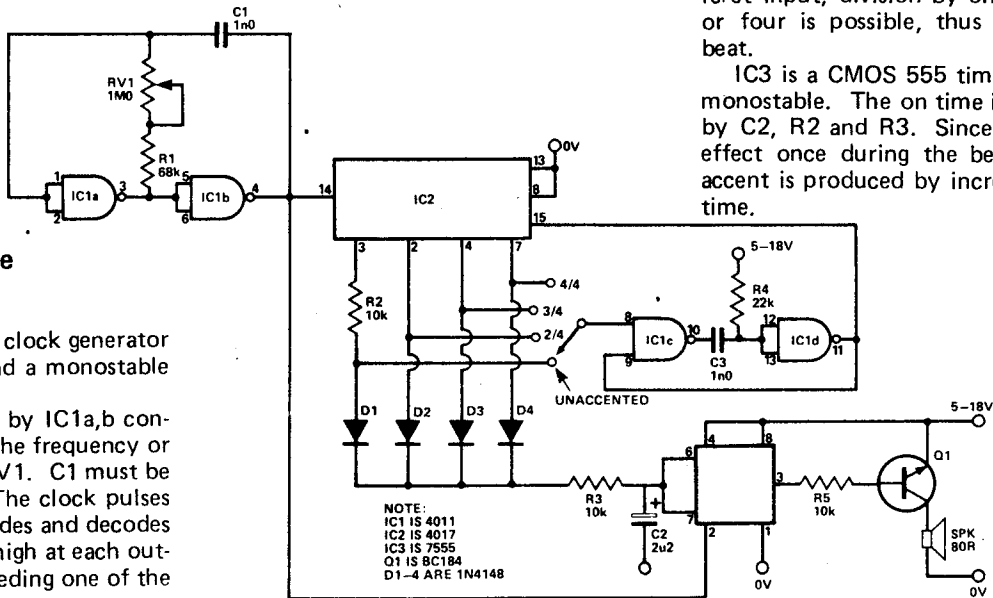 C1
1n0
RV1
1M0
R1
68k
1
2
IC1a
3
5
6
IC1b
4
14
IC2
13
8
15
0V
3
2
4
7
R2
10k
4/4
3/4
2/4
UNACCENTED
8
9
IC1c
10
C3
1n0
5–18V
R4
22k
12
13
IC1d
11
D1
D2
D3
D4
R3
10k
+
C2
2u2
6
7
4
8
3
2
1
0V
R5
10k
5–18V
Q1
SPK
80R
0V
NOTE:
IC1 IS 4011
IC2 IS 4017
IC3 IS 7555
Q1 IS BC184
D1–4 ARE 1N4148
first input, division by on
or four is possible, thus
beat.
IC3 is a CMOS 555 tim
monostable. The on time i
by C2, R2 and R3. Since
effect once during the be
accent is produced by incr
time.
e
clock generator
nd a monostable
by IC1a,b con-
he frequency or
V1. C1 must be
The clock pulses
des and decodes
high at each out-
eeding one of the